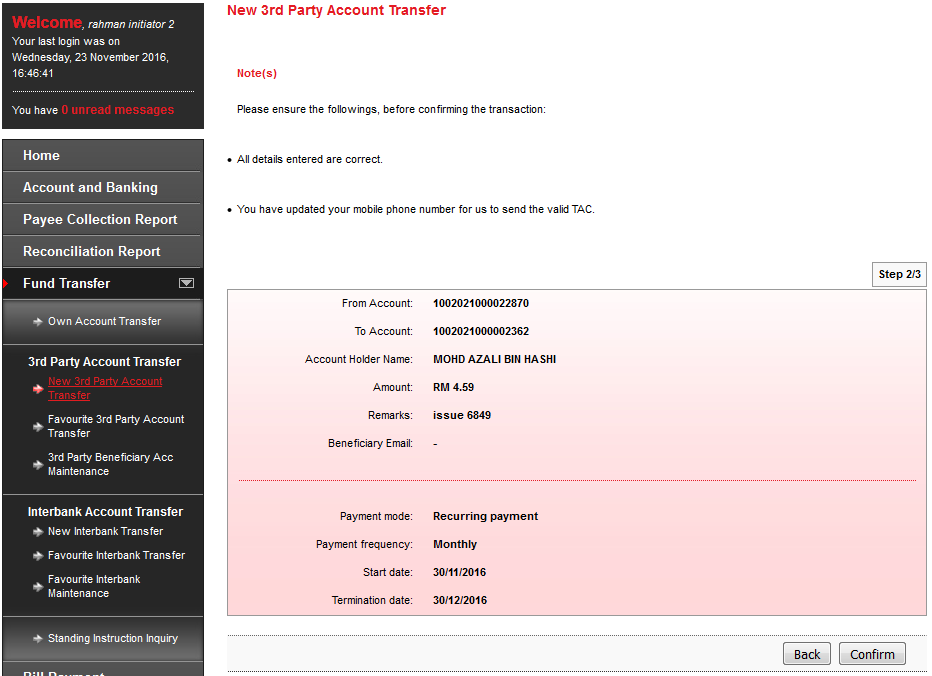 Welcome, rahman initiator 2
Your last login was on
Wednesday, 23 November 2016,
16:46:41
You have 0 unread messages
Home
Account and Banking
Payee Collection Report
Reconciliation Report
Fund Transfer
Own Account Transfer
3rd Party Account Transfer
New 3rd Party Account
Transfer
Favourite 3rd Party Account
Transfer
3rd Party Beneficiary Acc
Maintenance
Interbank Account Transfer
New Interbank Transfer
Favourite Interbank Transfer
Favourite Interbank
Maintenance
Standing Instruction Inquiry
Bill Payment
New 3rd Party Account Transfer
Note(s)
Please ensure the followings, before confirming the transaction:
• All details entered are correct.
• You have updated your mobile phone number for us to send the valid TAC.
Step 2/3
From Account: 1002021000022870
To Account: 1002021000002362
Account Holder Name: MOHD AZALI BIN HASHI
Amount: RM 4.59
Remarks: issue 6849
Beneficiary Email: -
Payment mode: Recurring payment
Payment frequency: Monthly
Start date: 30/11/2016
Termination date: 30/12/2016
Back Confirm